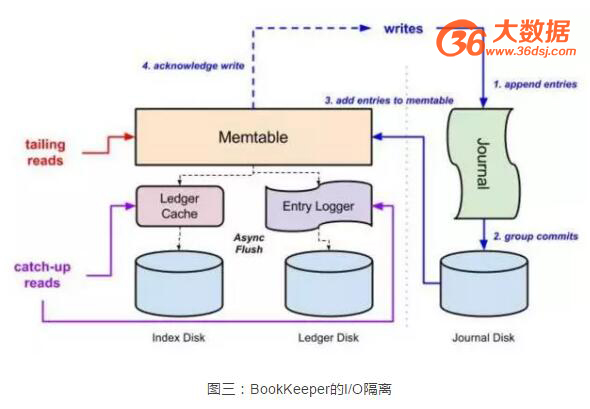 36大数据
www.36dsj.com
writes
4. acknowledge write
1. append entries
3. add entries to memtable
Memtable
tailing
reads
Journal
Ledger
Cache
Entry Logger
Async
Flush
2. group commits
catch-up
reads
Index Disk
Ledger Disk
Journal Disk
图三：BookKeeper的I/O隔离